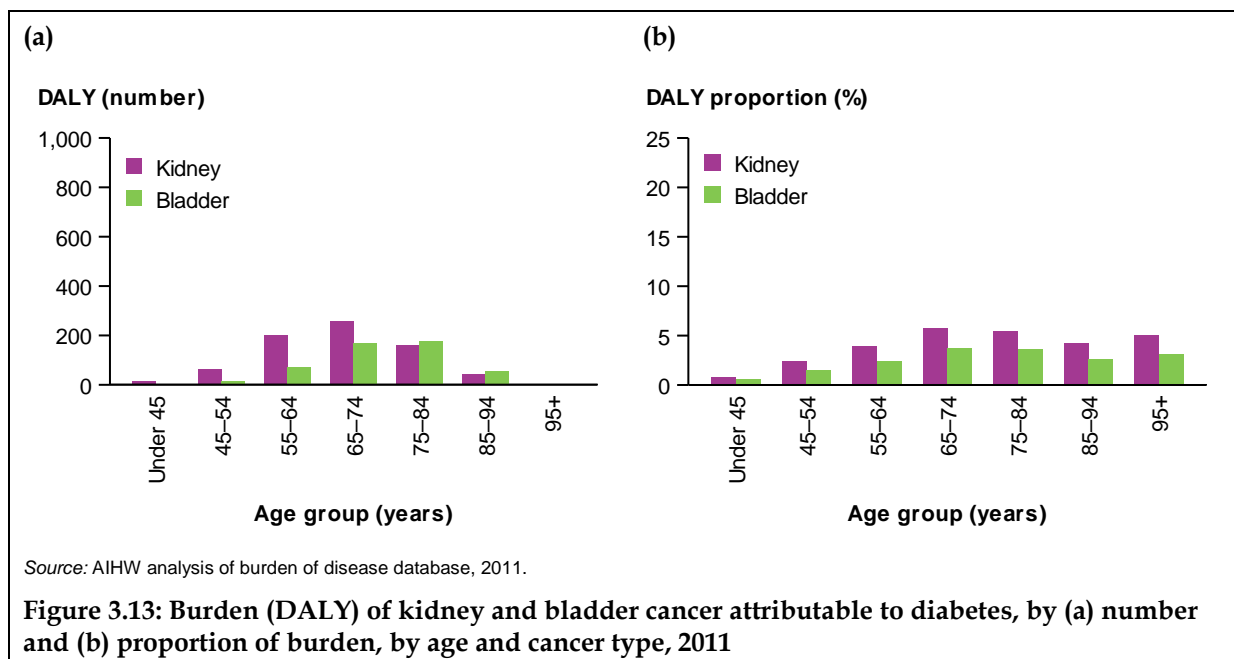 (a)
DALY (number)
1,000
800
600
400
200
0
Kidney
Bladder
Under 45
45–54
55–64
65–74
75–84
85–94
95+
Age group (years)
(b)
DALY proportion (%)
25
20
15
10
5
0
Kidney
Bladder
Under 45
45–54
55–64
65–74
75–84
85–94
95+
Age group (years)
Source: AIHW analysis of burden of disease database, 2011.
Figure 3.13: Burden (DALY) of kidney and bladder cancer attributable to diabetes, by (a) number
and (b) proportion of burden, by age and cancer type, 2011